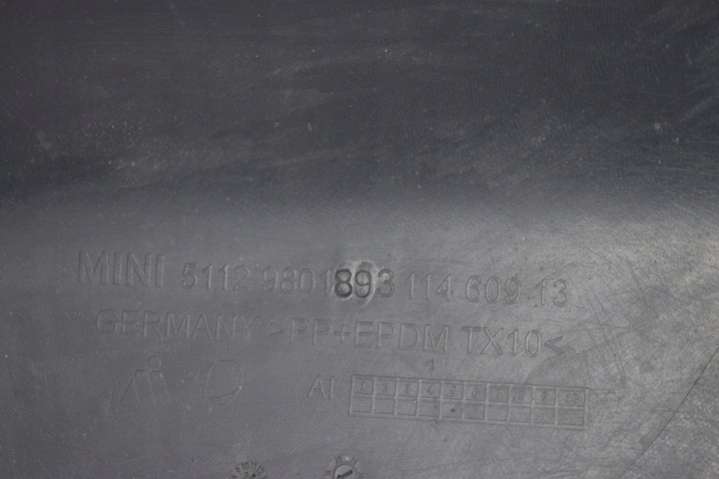 MINI 5112 9801893 114 609-13
GERMANY >PP+EPDM TX10<
AI